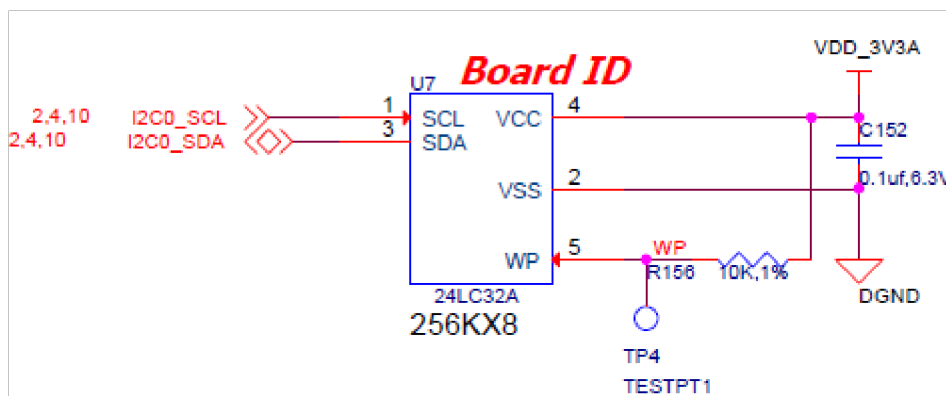 Board ID
VDD_3V3A
U7
2,4,10 I2C0_SCL 1 SCL VCC 4
2,4,10 I2C0_SDA 3 SDA
C152
0.1uf,6.3V
VSS 2
WP 5 WP
R156 10K,1%
24LC32A
256KX8
DGND
TP4
TESTPT1